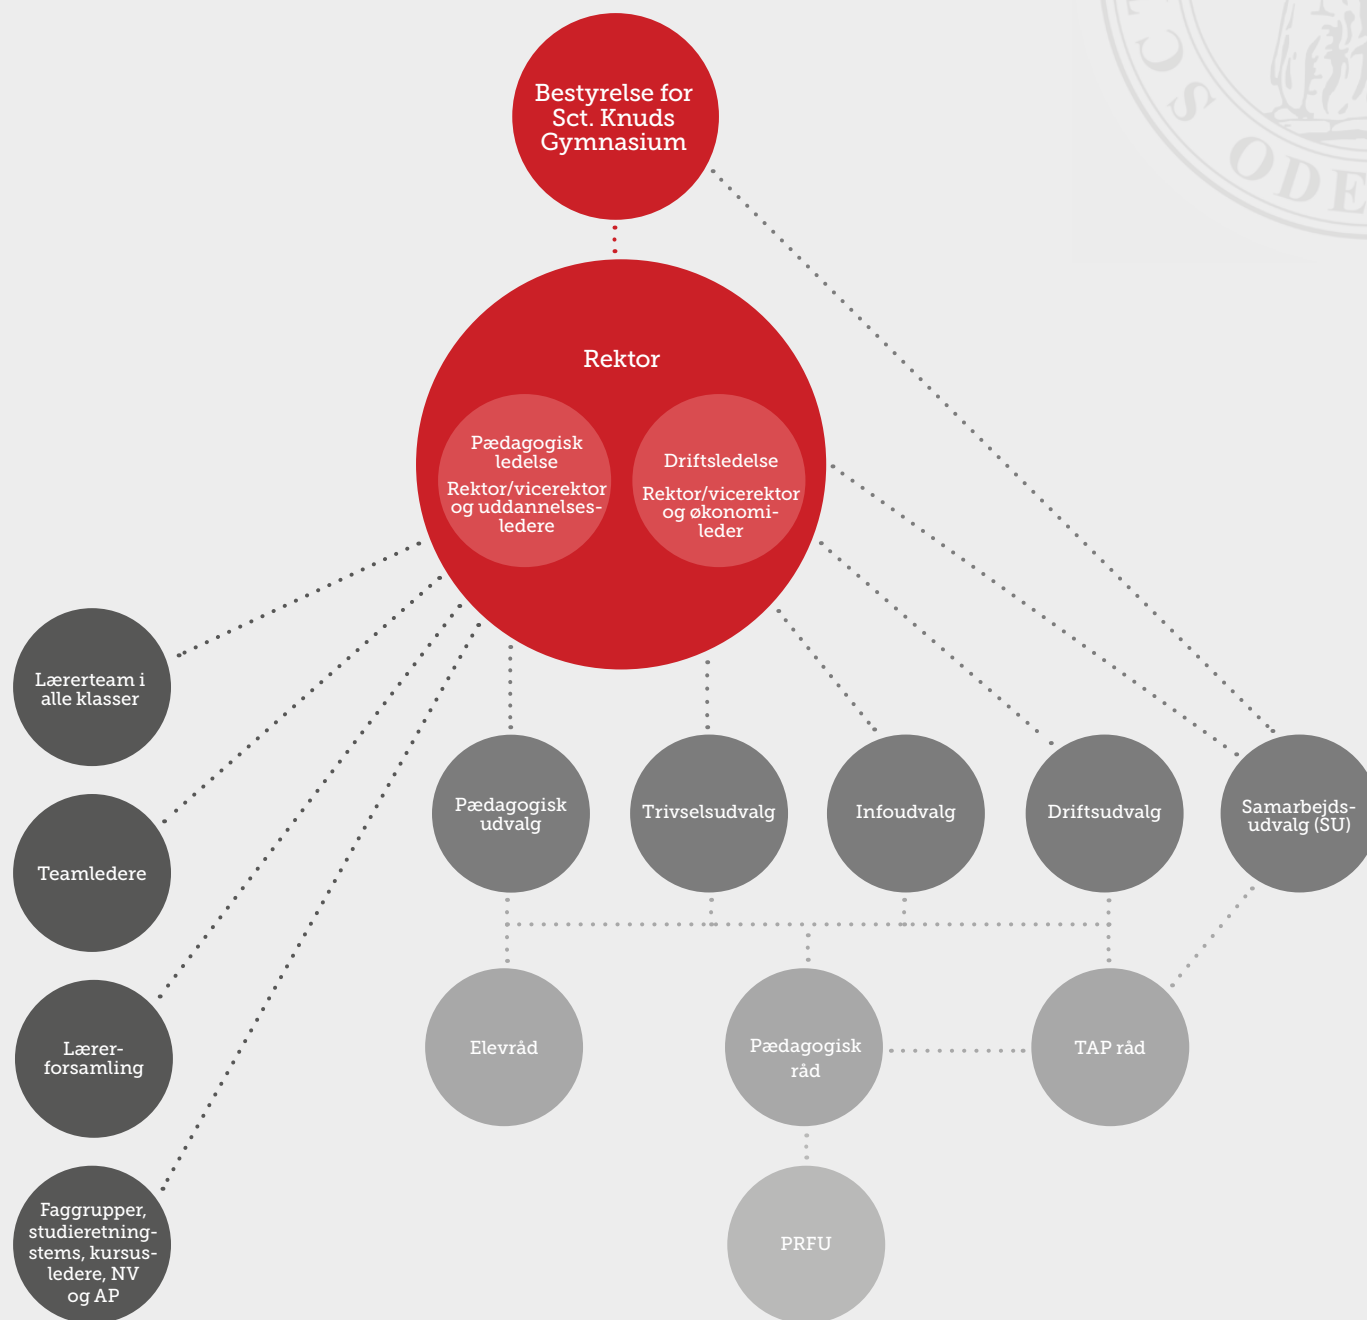 Bestyrelse for
Sct. Knuds
Gymnasium
Rektor
Pædagogisk
ledelse
Rektor/vicerektor
og uddannelses-
ledere
Driftsledelse
Rektor/vicerektor
og økonomi-
leder
Lærerteam i
alle klasser
Teamledere
Lærer-
forsamling
Faggrupper,
studieretning-
stems, kursus-
ledere, NV
og AP
Pædagogisk
udvalg
Trivselsudvalg
Infoudvalg
Driftsudvalg
Samarbejds-
udvalg (SU)
Elevråd
Pædagogisk
råd
TAP råd
PRFU